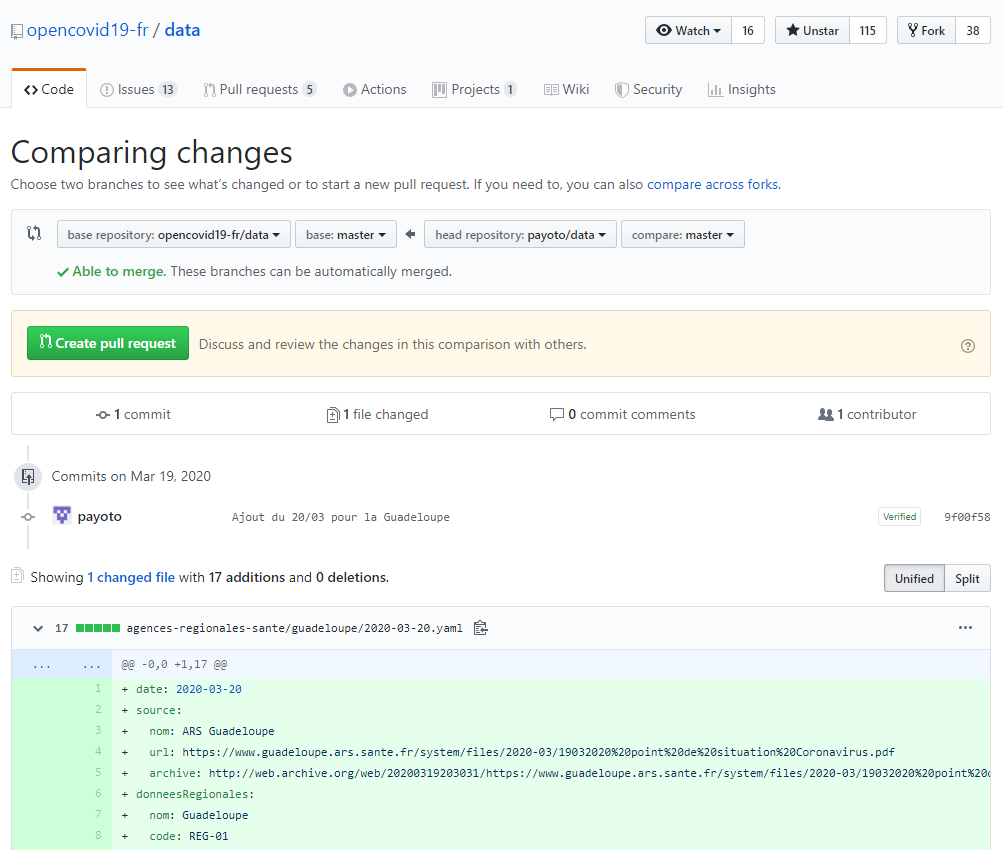 opencovid19-fr / data
Watch 16 Unstar 115 Fork 38
Code Issues 13 Pull requests 5 Actions Projects 1 Wiki Security Insights
Comparing changes
Choose two branches to see what's changed or to start a new pull request. If you need to, you can also compare across forks.
base repository: opencovid19-fr/data base: master head repository: payoto/data compare: master
Able to merge. These branches can be automatically merged.
Create pull request Discuss and review the changes in this comparison with others.
1 commit 1 file changed 0 commit comments 1 contributor
Commits on Mar 19, 2020
payoto Ajout du 20/03 pour la Guadeloupe Verified 9f00f58
Showing 1 changed file with 17 additions and 0 deletions. Unified Split
17 agences-regionales-sante/guadeloupe/2020-03-20.yaml ...
... ... @@ -0,0 +1,17 @@
1 + date: 2020-03-20
2 + source:
3 + nom: ARS Guadeloupe
4 + url: https://www.guadeloupe.ars.sante.fr/system/files/2020-03/19032020%20point%20de%20situation%20Coronavirus.pdf
5 + archive: http://web.archive.org/web/20200319203031/https://www.guadeloupe.ars.sante.fr/system/files/2020-03/19032020%20point%20
6 + donneesRegionales:
7 + nom: Guadeloupe
8 + code: REG-01